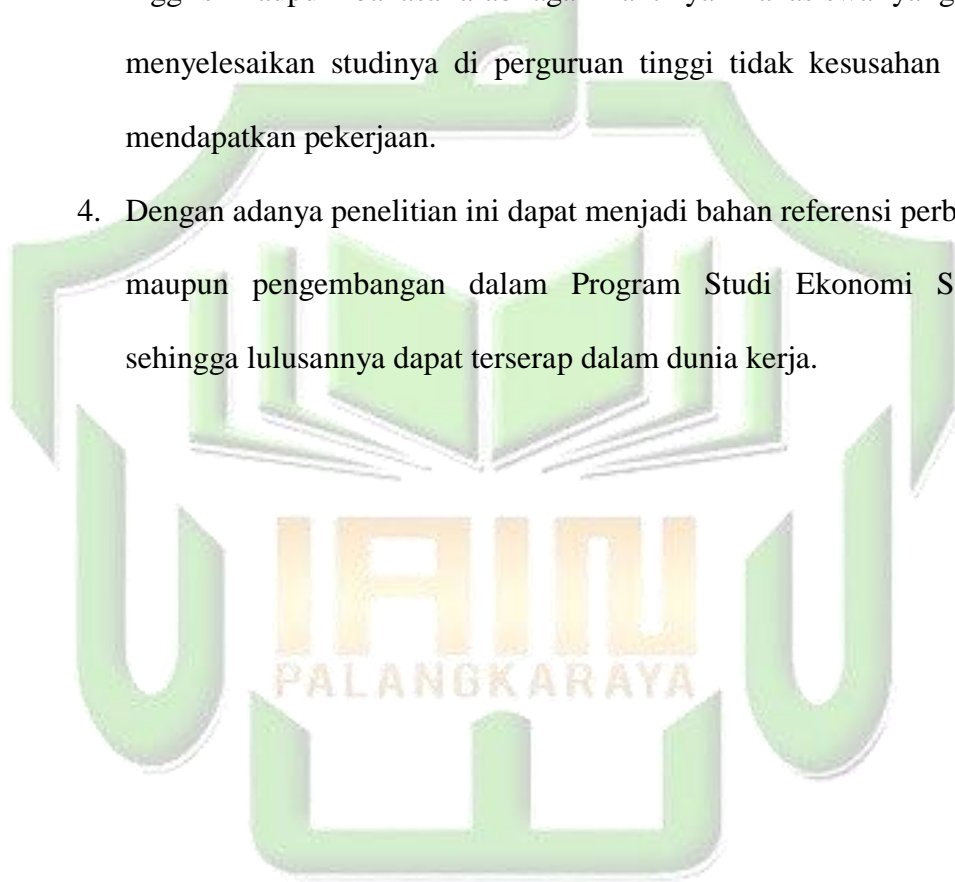 menyelesaikan studinya di perguruan tinggi tidak kesusahan
mendapatkan pekerjaan.
4. Dengan adanya penelitian ini dapat menjadi bahan referensi
maupun pengembangan dalam Program Studi Ekonomi
sehingga lulusannya dapat terserap dalam dunia kerja.
IAIN
PALANGKARAYA